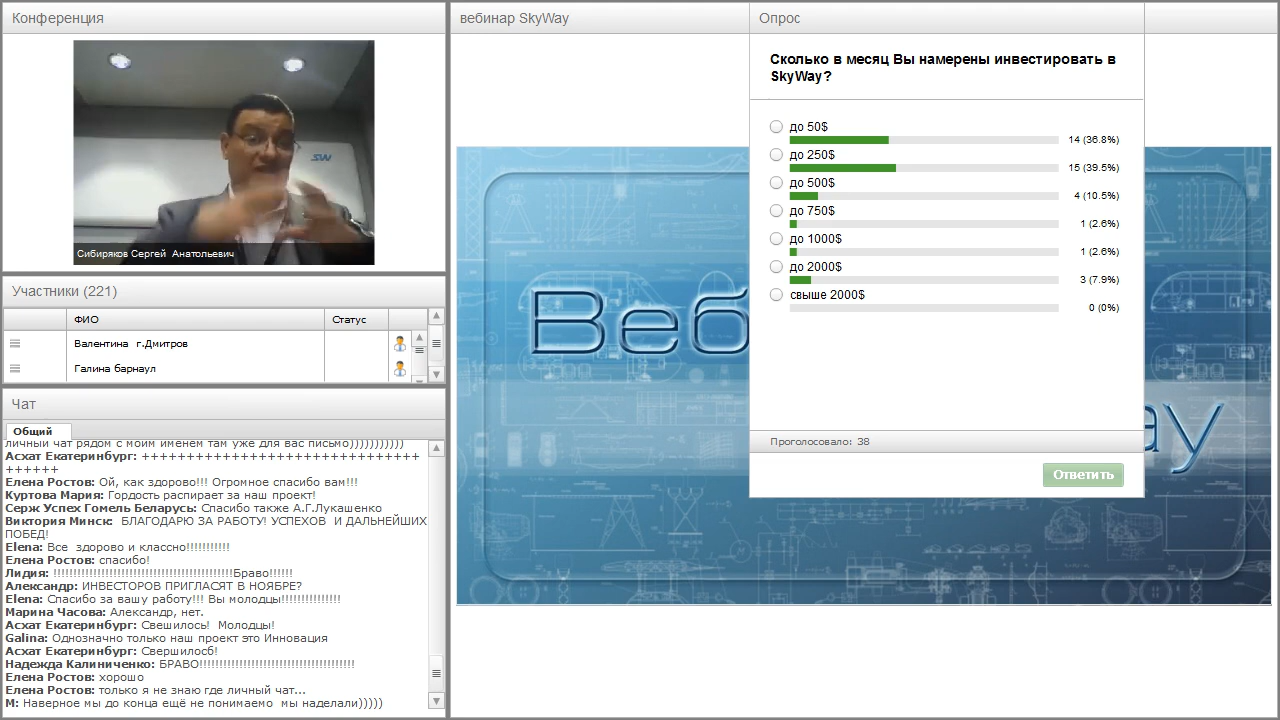 Конференция
SW
Сибиряков Сергей Анатольевич
Участники (221)
ФИО
Статус
Валентина г.Дмитров
Галина барнаул
Чат
Общий
личный чат рядом с моим именем там уже для вас письмо)))))))))))
Асхат Екатеринбург: +++++++++++++++++++++++++++++++
++++++
Елена Ростов: Ой, как здорово!!! Огромное спасибо вам!!!
Куртова Мария: Гордость распирает за наш проект!
Серж Успех Гомель Беларусь: Спасибо также А.Г.Лукашенко
Виктория Минск: БЛАГОДАРЮ ЗА РАБОТУ! УСПЕХОВ И ДАЛЬНЕЙШИХ
ПОБЕД!
Elena: Все здорово и классно!!!!!!!!!!!
Елена Ростов: спасибо!
Лидия: !!!!!!!!!!!!!!!!!!!!!!!!!!!!!!!!!!!!!!!!!!!!!Браво!!!!!!
Александр: ИНВЕСТОРОВ ПРИГЛАСЯТ В НОЯБРЕ?
Elena: Спасибо за вашу работу!!! Вы молодцы!!!!!!!!!!!!!!!
Марина Часова: Александр, нет.
Асхат Екатеринбург: Свешилось! Молодцы!
Galina: Однозначно только наш проект это Инновация
Асхат Екатеринбург: Свершилосб!
Надежда Калиниченко: БРАВО!!!!!!!!!!!!!!!!!!!!!!!!!!!!!!!!!!!!!!!
Елена Ростов: хорошо
Елена Ростов: только я не знаю где личный чат...
М: Наверное мы до конца ещё не понимаемо мы наделали)))))
вебинар SkyWay
Веб
ay
Опрос
Сколько в месяц Вы намерены инвестировать в
SkyWay?
до 50$
14 (36.8%)
до 250$
15 (39.5%)
до 500$
4 (10.5%)
до 750$
1 (2.6%)
до 1000$
1 (2.6%)
до 2000$
3 (7.9%)
свыше 2000$
0 (0%)
Проголосовало: 38
Ответить